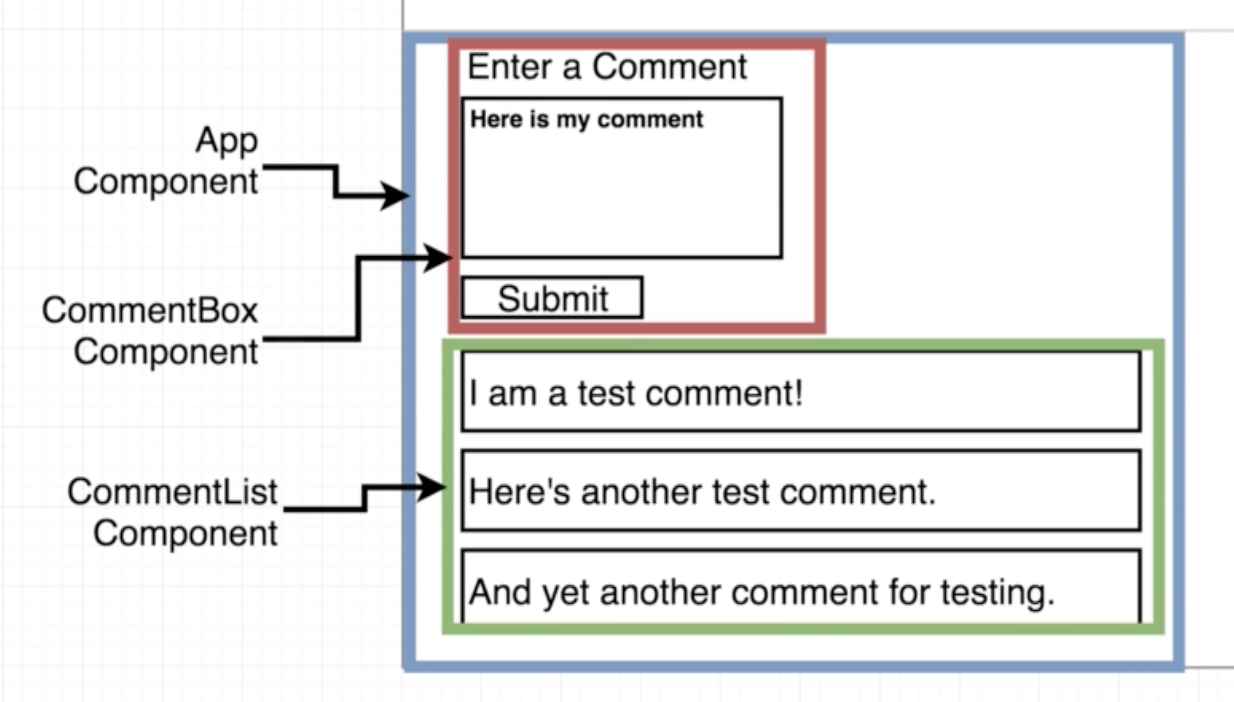 App
Component
CommentBox
Component
CommentList
Component
Enter a Comment
Here is my comment
Submit
I am a test comment!
Here's another test comment.
And yet another comment for testing.